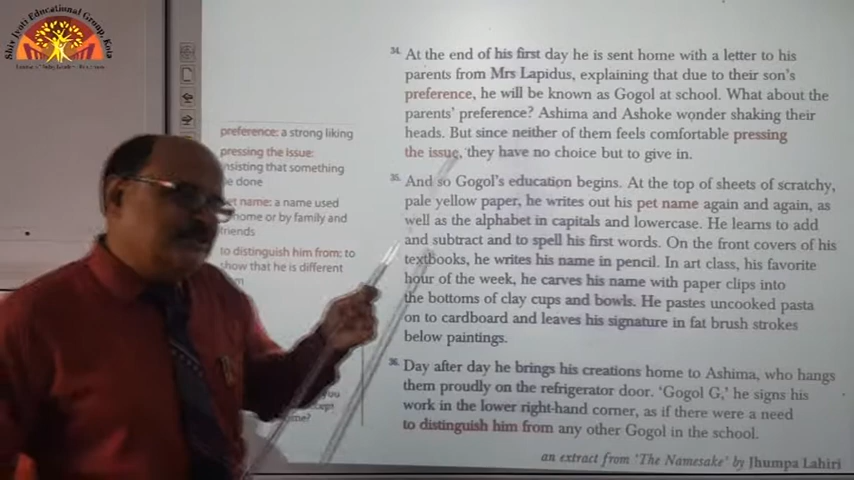 Shiv Jyoti Educational Group, Kota
34. At the end of his first day he is sent home with a letter to his
parents from Mrs Lapidus, explaining that due to their son's
preference, he will be known as Gogol at school. What about the
parents' preference? Ashima and Ashoke wonder shaking their
heads. But since neither of them feels comfortable pressing
the issue, they have no choice but to give in.
35. And so Gogol's education begins. At the top of sheets of scratchy,
pale yellow paper, he writes out his pet name again and again, as
well as the alphabet in capitals and lowercase. He learns to add
and subtract and to spell his first words. On the front covers of his
textbooks, he writes his name in pencil. In art class, his favorite
hour of the week, he carves his name with paper clips into
the bottoms of clay cups and bowls. He pastes uncooked pasta
on to cardboard and leaves his signature in fat brush strokes
below paintings.
36. Day after day he brings his creations home to Ashima, who hangs
them proudly on the refrigerator door. 'Gogol G,' he signs his
work in the lower right-hand corner, as if there were a need
to distinguish him from any other Gogol in the school.
an extract from 'The Namesake' by Jhumpa Lahiri
preference: a strong liking
pressing the issue:
nsisting that something
e done
pet name: a name used
home or by family and
friends
to distinguish him from: to
show that he is different